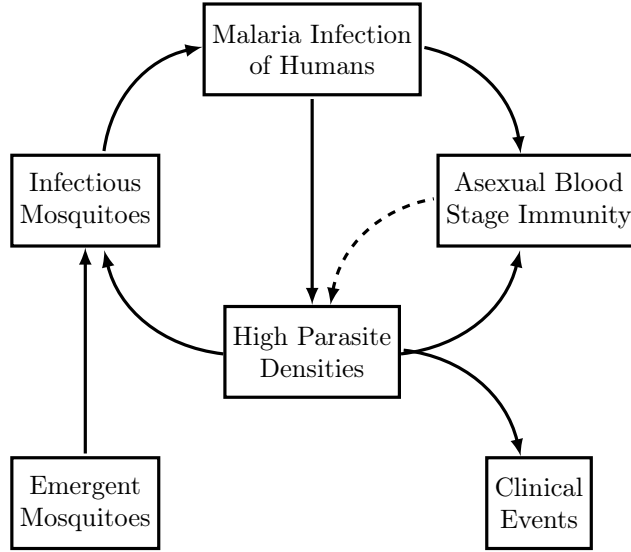 Malaria Infection
of Humans
Infectious
Mosquitoes
Asexual Blood
Stage Immunity
High Parasite
Densities
Emergent
Mosquitoes
Clinical
Events